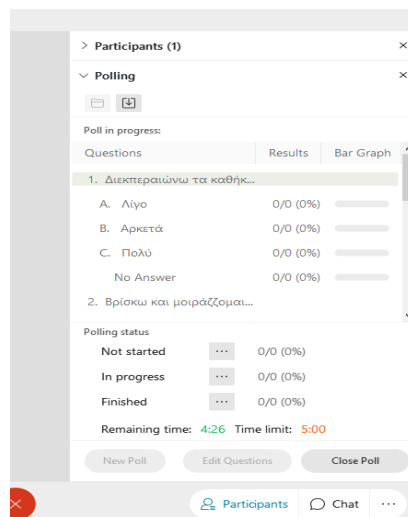 Participants (1)
Polling
Poll in progress:
Questions Results Bar Graph
1. Διεκπεραιώνω τα καθήκ...
A. Λίγο 0/0 (0%)
B. Αρκετά 0/0 (0%)
C. Πολύ 0/0 (0%)
No Answer 0/0 (0%)
2. Βρίσκω και μοιράζζομαι...
Polling status
Not started ... 0/0 (0%)
In progress ... 0/0 (0%)
Finished ... 0/0 (0%)
Remaining time: 4:26 Time limit: 5:00
New Poll Edit Questions Close Poll
Participants Chat ...